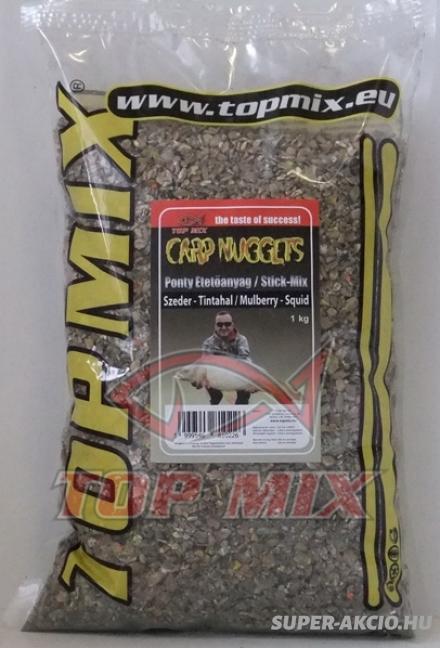 www.topmix.eu
TOP MIX®
TOP MIX
the taste of success!
CARP NUGGETS
Ponty Etetőanyag / Stick-Mix
Szeder - Tintahal / Mulberry - Squid
1 kg
TOP MIX
SUPER-AKCIÓ.HU